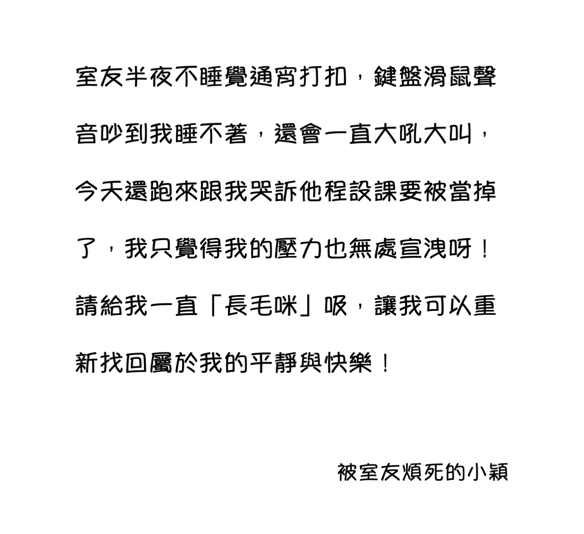 室友半夜不睡覺通宵打扣，鍵盤滑鼠聲
音吵到我睡不著，還會一直大吼大叫，
今天還跑來跟我哭訴他程設課要被當掉
了，我只覺得我的壓力也無處宣洩呀！
請給我一直「長毛咪」吸，讓我可以重
新找回屬於我的平靜與快樂！
被室友煩死的小穎